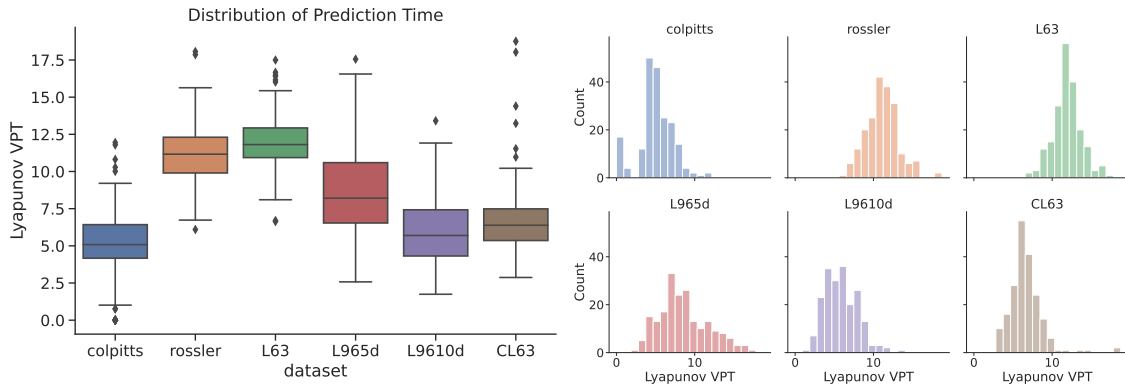 Distribution of Prediction Time
Lyapunov VPT
17.5
15.0
12.5
10.0
7.5
5.0
2.5
0.0
colpitts rossler L63 L965d L9610d CL63
dataset
colpitts rossler L63
Count
40
20
0
L965d L9610d CL63
Count
40
20
0
0 10 0 10 0 10
Lyapunov VPT Lyapunov VPT Lyapunov VPT